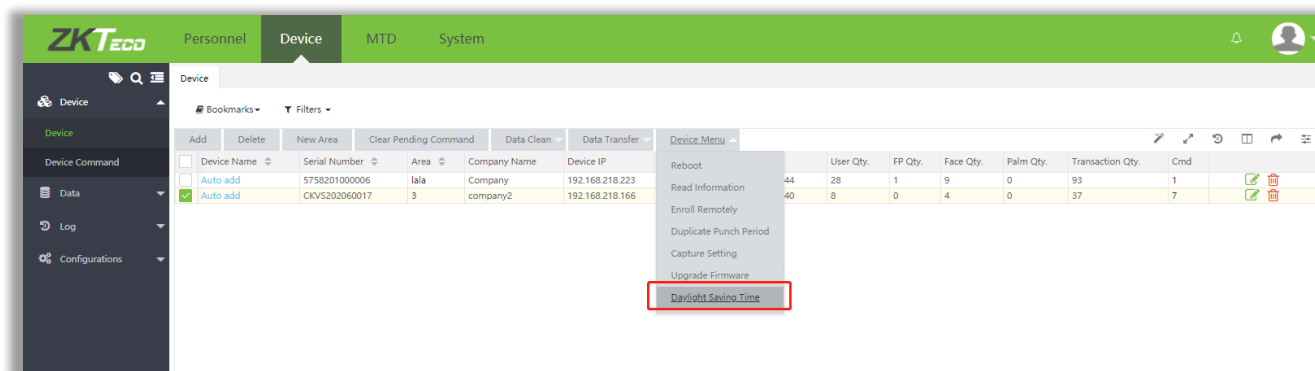 ZKTECO Personnel Device MTD System
Device
Device
Bookmarks Filters
Device
Add Delete New Area Clear Pending Command Data Clean Data Transfer Device Menu
Device Command
Device Name Serial Number Area Company Name Device IP User Qty. FP Qty. Face Qty. Palm Qty. Transaction Qty. Cmd
Auto add 5758201000006 lala Company 192.168.218.223 44 28 1 9 0 93 1
Auto add CKVS202060017 3 company2 192.168.218.166 40 8 0 4 0 37 7
Data
Log
Configurations
Reboot
Read Information
Enroll Remotely
Duplicate Punch Period
Capture Setting
Upgrade Firmware
Daylight Saving Time